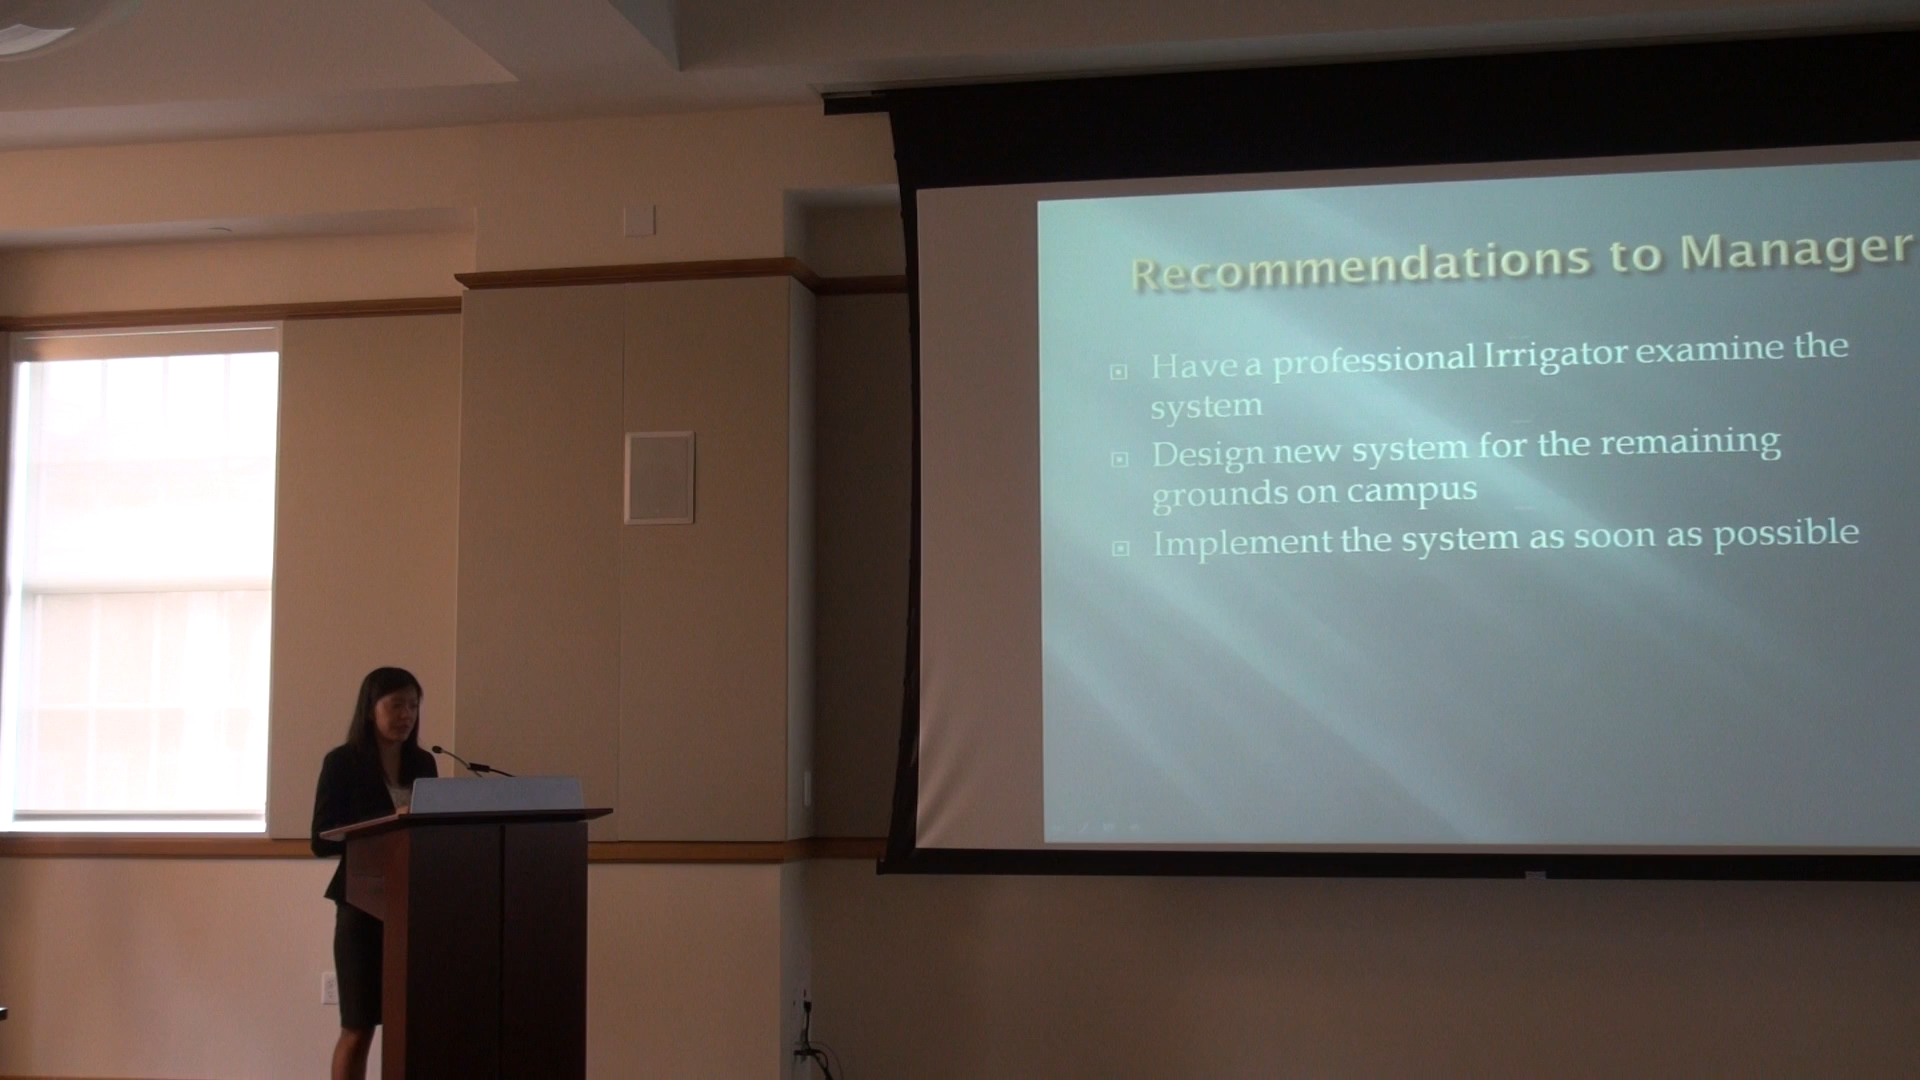 Recommendations to Manager
Have a professional Irrigator examine the
system
Design new system for the remaining
grounds on campus
Implement the system as soon as possible